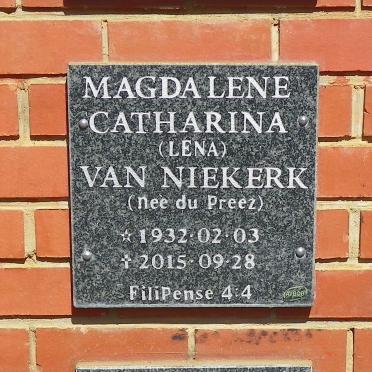 MAGDALENE
CATHARINA
(LENA)
VAN NIEKERK
(nee du Preez)
☆ 1932·02·03
✝ 2015·09·28
FiliPense 4:4